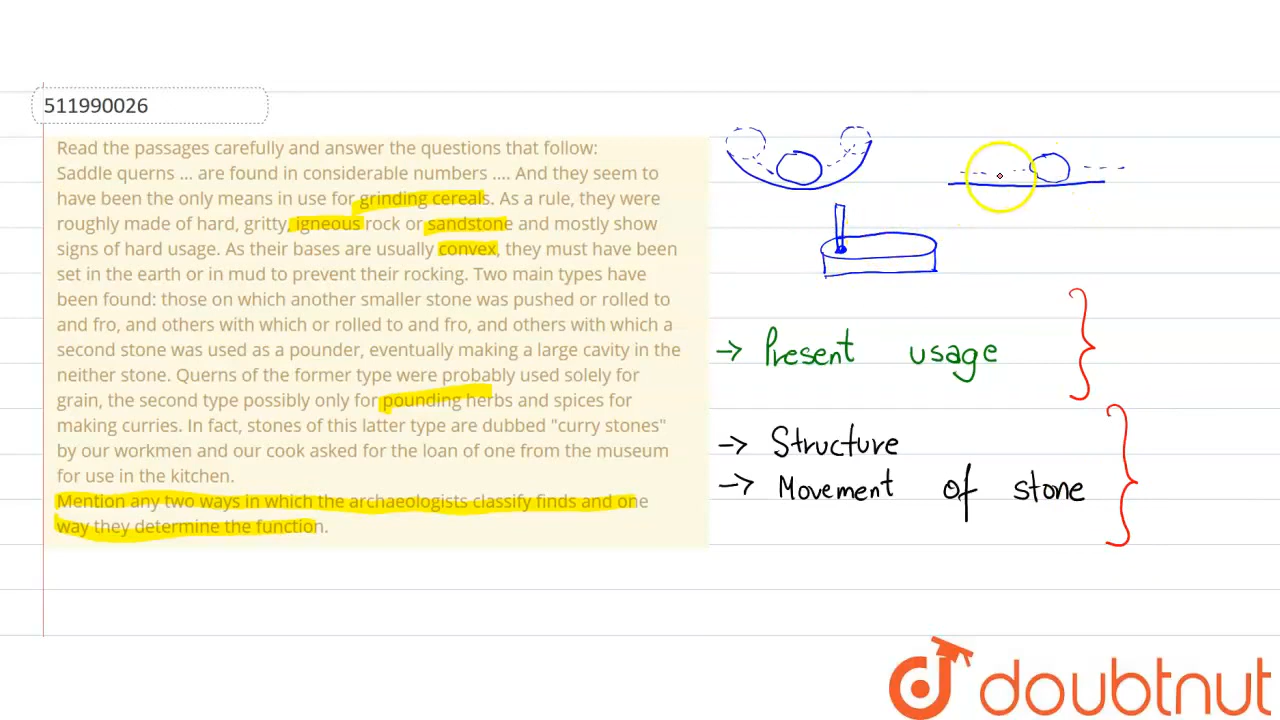 511990026
Read the passages carefully and answer the questions that follow:
Saddle querns ... are found in considerable numbers .... And they seem to
have been the only means in use for grinding cereals. As a rule, they were
roughly made of hard, gritty, igneous rock or sandstone and mostly show
signs of hard usage. As their bases are usually convex, they must have been
set in the earth or in mud to prevent their rocking. Two main types have
been found: those on which another smaller stone was pushed or rolled to
and fro, and others with which or rolled to and fro, and others with which a
second stone was used as a pounder, eventually making a large cavity in the
neither stone. Querns of the former type were probably used solely for
grain, the second type possibly only for pounding herbs and spices for
making curries. In fact, stones of this latter type are dubbed "curry stones"
by our workmen and our cook asked for the loan of one from the museum
for use in the kitchen.
Mention any two ways in which the archaeologists classify finds and one
way they determine the function.
→ Present usage
→ Structure
→ Movement of stone
doubtnut